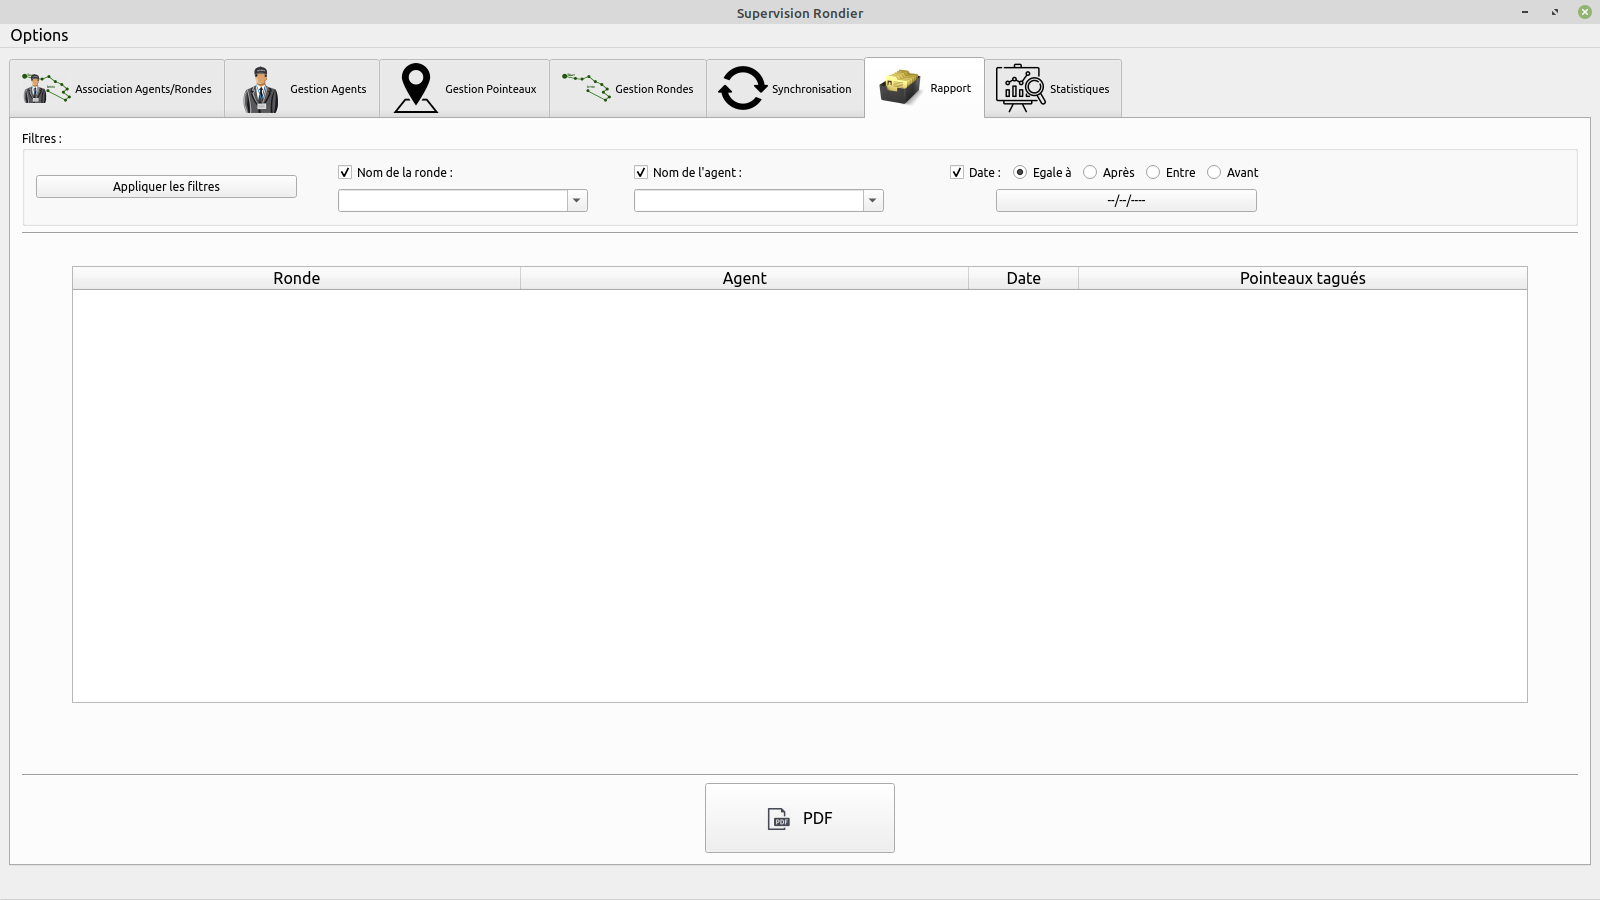 Supervision Rondier
Options
Association Agents/Rondes
Gestion Agents
Gestion Pointeaux
Gestion Rondes
Synchronisation
Rapport
Statistiques
Filtres :
Appliquer les filtres
Nom de la ronde :
Nom de l'agent :
Date :
Egale à
Après
Entre
Avant
--/--/----
Ronde
Agent
Date
Pointeaux tagués
PDF
PDF